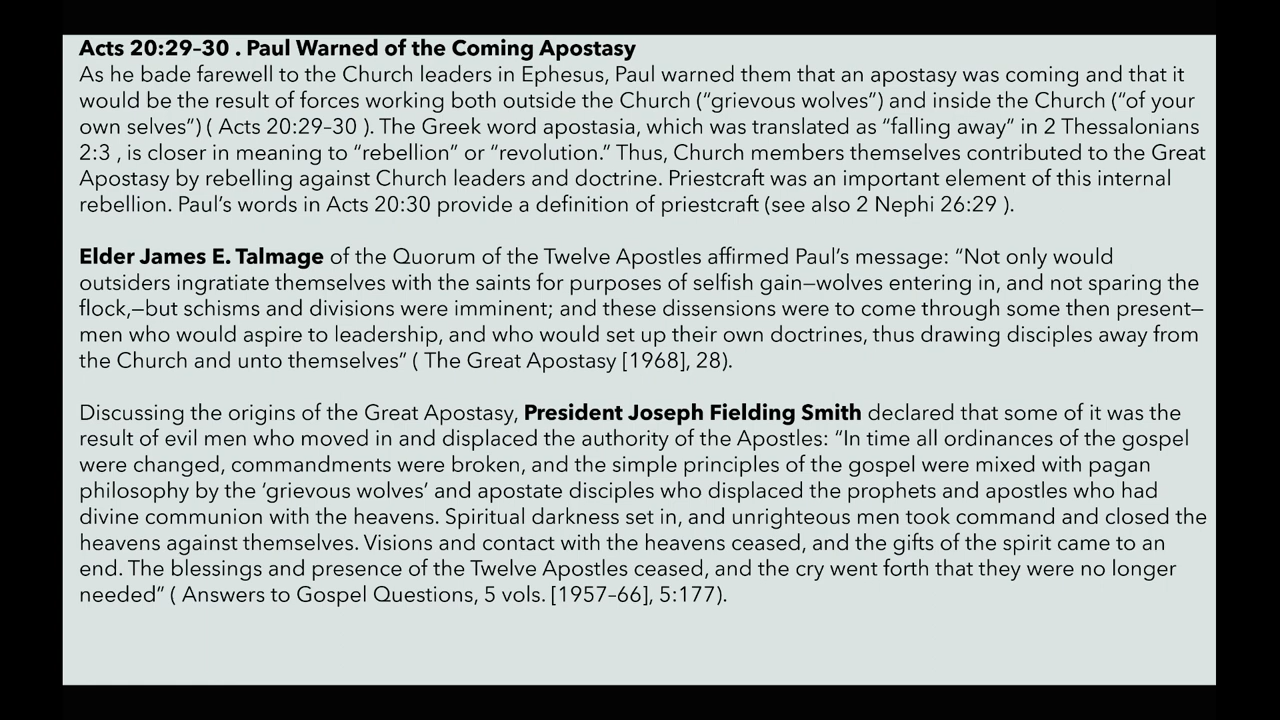 Acts 20:29–30 . Paul Warned of the Coming Apostasy
As he bade farewell to the Church leaders in Ephesus, Paul warned them that an apostasy was coming and that it
would be the result of forces working both outside the Church (“grievous wolves”) and inside the Church (“of your
own selves”) ( Acts 20:29–30 ). The Greek word apostasia, which was translated as “falling away” in 2 Thessalonians
2:3 , is closer in meaning to “rebellion” or “revolution.” Thus, Church members themselves contributed to the Great
Apostasy by rebelling against Church leaders and doctrine. Priestcraft was an important element of this internal
rebellion. Paul’s words in Acts 20:30 provide a definition of priestcraft (see also 2 Nephi 26:29 ).
Elder James E. Talmage of the Quorum of the Twelve Apostles affirmed Paul’s message: “Not only would
outsiders ingratiate themselves with the saints for purposes of selfish gain—wolves entering in, and not sparing the
flock,—but schisms and divisions were imminent; and these dissensions were to come through some then present—
men who would aspire to leadership, and who would set up their own doctrines, thus drawing disciples away from
the Church and unto themselves” ( The Great Apostasy [1968], 28).
Discussing the origins of the Great Apostasy, President Joseph Fielding Smith declared that some of it was the
result of evil men who moved in and displaced the authority of the Apostles: “In time all ordinances of the gospel
were changed, commandments were broken, and the simple principles of the gospel were mixed with pagan
philosophy by the ‘grievous wolves’ and apostate disciples who displaced the prophets and apostles who had
divine communion with the heavens. Spiritual darkness set in, and unrighteous men took command and closed the
heavens against themselves. Visions and contact with the heavens ceased, and the gifts of the spirit came to an
end. The blessings and presence of the Twelve Apostles ceased, and the cry went forth that they were no longer
needed” ( Answers to Gospel Questions, 5 vols. [1957–66], 5:177).